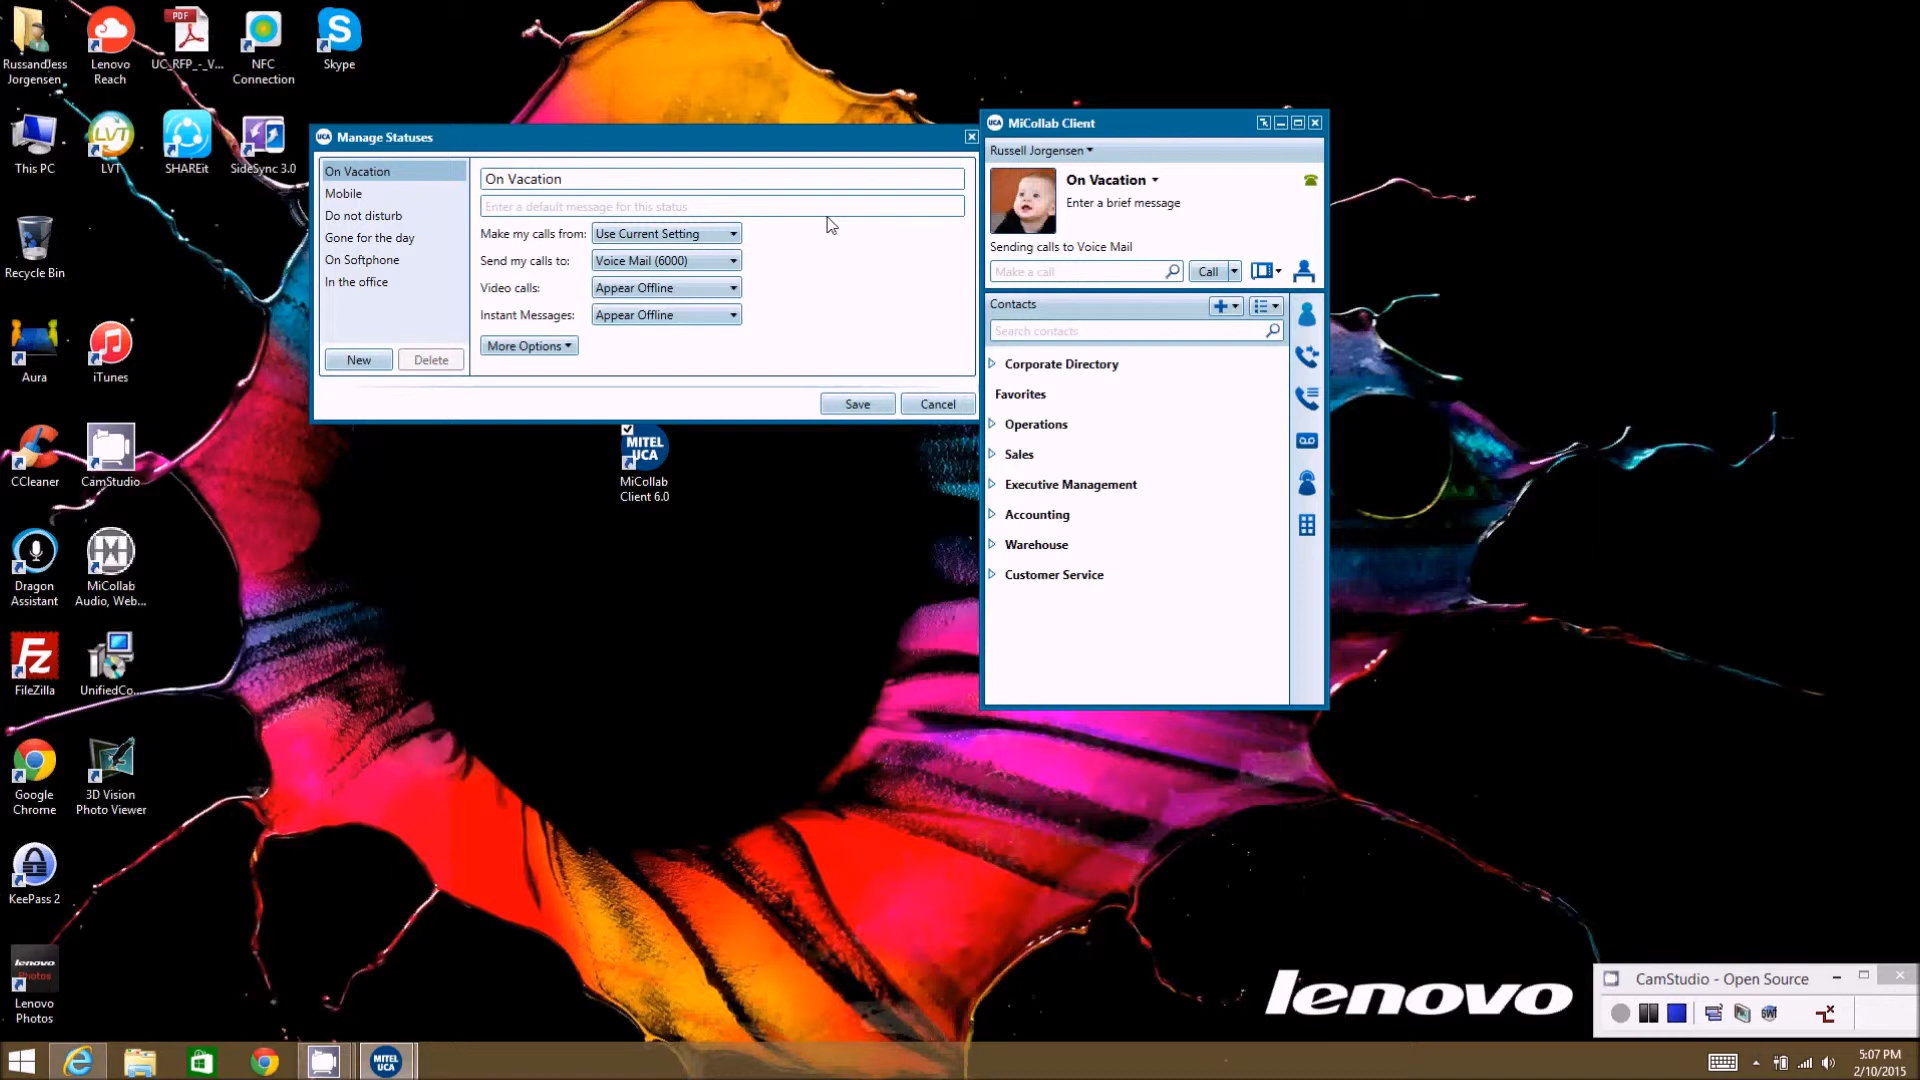 RussandJess
Jorgensen
Lenovo
Reach
PDF
UC_RFP_-_V...
NFC
Connection
Skype
This PC
LVT
LVT
SHAREit
SideSync 3.0
Recycle Bin
Aura
iTunes
CCleaner
CamStudio
Dragon
Assistant
MiCollab
Audio, Web...
FileZilla
UnifiedCo...
Google
Chrome
3D Vision
Photo Viewer
KeePass 2
lenovo
Photos
Lenovo
Photos
UCA
Manage Statuses
On Vacation
Mobile
Do not disturb
Gone for the day
On Softphone
In the office
New
Delete
On Vacation
Enter a default message for this status
Make my calls from:
Use Current Setting
Send my calls to:
Voice Mail (6000)
Video calls:
Appear Offline
Instant Messages:
Appear Offline
More Options
Save
Cancel
MITEL
UCA
MiCollab
Client 6.0
UCA
MiCollab Client
Russell Jorgensen
On Vacation
Enter a brief message
Sending calls to Voice Mail
Make a call
Call
Contacts
Search contacts
Corporate Directory
Favorites
Operations
Sales
Executive Management
Accounting
Warehouse
Customer Service
lenovo
CamStudio - Open Source
SWF
MITEL
UCA
5:07 PM
2/10/2015